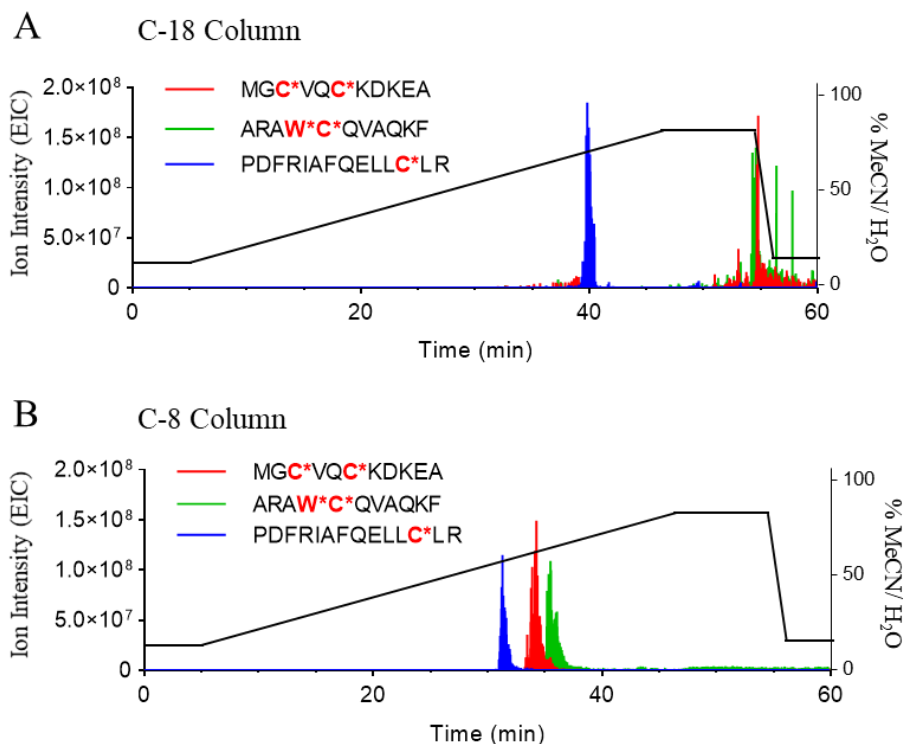 A
C-18 Column
Ion Intensity (EIC)
2.0×10⁸
1.5×10⁸
1.0×10⁸
5.0×10⁷
0
MGC*VQC*KDKEA
ARAW*C*QVAQKF
PDFRIAFQELLC*LR
100
50
0
% MeCN/ H₂O
0 20 40 60
Time (min)
B
C-8 Column
Ion Intensity (EIC)
2.0×10⁸
1.5×10⁸
1.0×10⁸
5.0×10⁷
0
MGC*VQC*KDKEA
ARAW*C*QVAQKF
PDFRIAFQELLC*LR
100
50
0
% MeCN/ H₂O
0 20 40 60
Time (min)